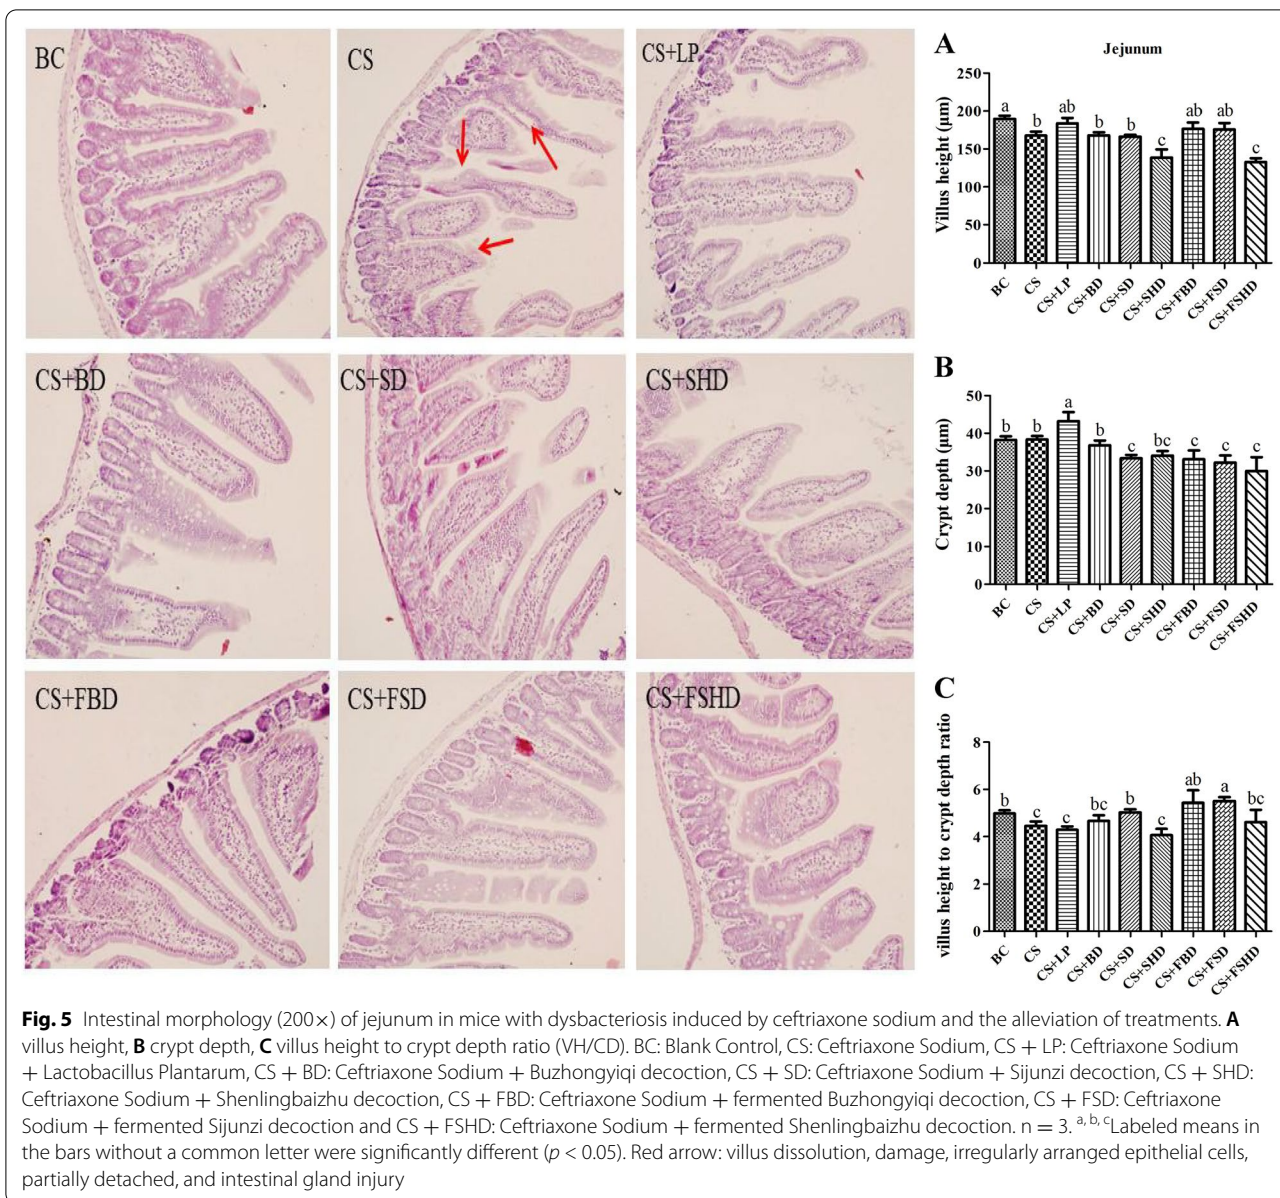 BC
CS
CS+LP
CS+BD
CS+SD
CS+SHD
CS+FBD
CS+FSD
CS+FSHD
A
Jejunum
Villus height (μm)
250
200
150
100
50
0
a
b
ab
b
b
c
ab
ab
c
BC
CS
CS+LP
CS+BD
CS+SD
CS+SHD
CS+FBD
CS+FSD
CS+FSHD
B
Crypt depth (μm)
50
40
30
20
10
0
b
b
a
b
c
bc
c
c
c
BC
CS
CS+LP
CS+BD
CS+SD
CS+SHD
CS+FBD
CS+FSD
CS+FSHD
C
villus height to crypt depth ratio
8
6
4
2
0
b
c
c
bc
b
c
ab
a
bc
BC
CS
CS+LP
CS+BD
CS+SD
CS+SHD
CS+FBD
CS+FSD
CS+FSHD
Fig. 5 Intestinal morphology (200×) of jejunum in mice with dysbacteriosis induced by ceftriaxone sodium and the alleviation of treatments. A
villus height, B crypt depth, C villus height to crypt depth ratio (VH/CD). BC: Blank Control, CS: Ceftriaxone Sodium, CS + LP: Ceftriaxone Sodium
+ Lactobacillus Plantarum, CS + BD: Ceftriaxone Sodium + Buzhongyiqi decoction, CS + SD: Ceftriaxone Sodium + Sijunzi decoction, CS + SHD:
Ceftriaxone Sodium + Shenlingbaizhu decoction, CS + FBD: Ceftriaxone Sodium + fermented Buzhongyiqi decoction, CS + FSD: Ceftriaxone
Sodium + fermented Sijunzi decoction and CS + FSHD: Ceftriaxone Sodium + fermented Shenlingbaizhu decoction. n = 3. a, b, c Labeled means in
the bars without a common letter were significantly different (p < 0.05). Red arrow: villus dissolution, damage, irregularly arranged epithelial cells,
partially detached, and intestinal gland injury